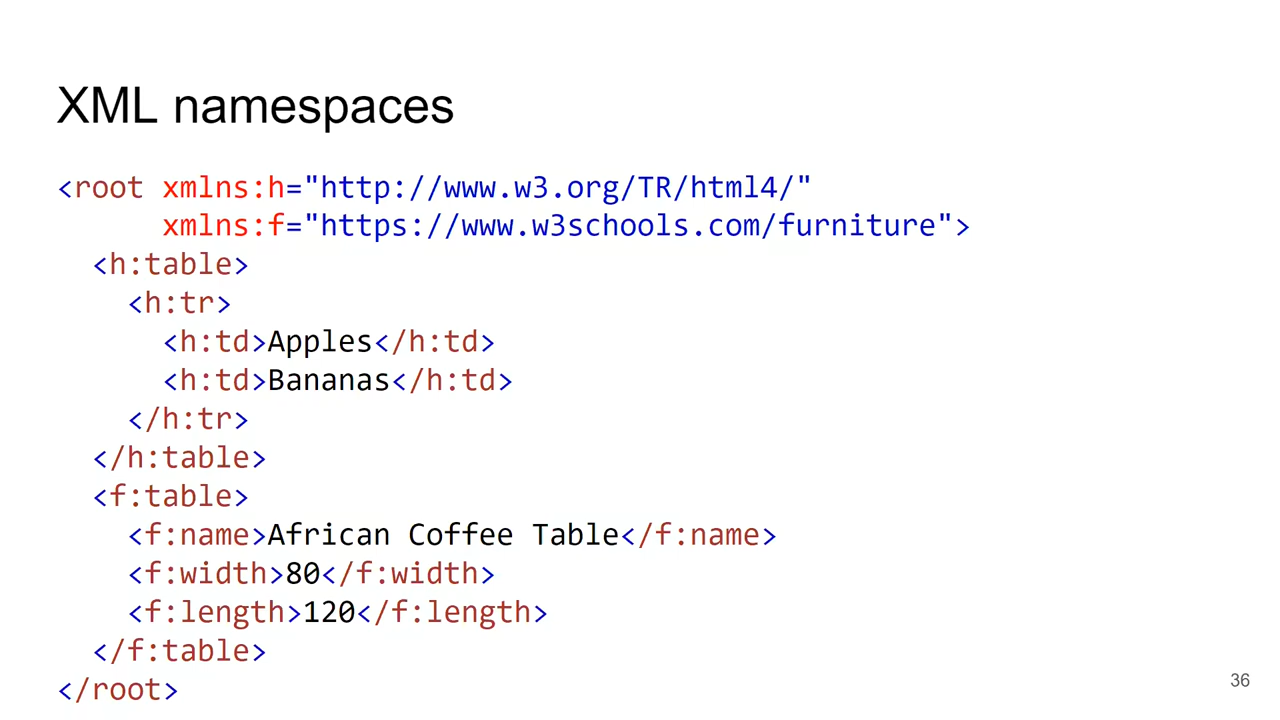 XML namespaces
<root xmlns:h="http://www.w3.org/TR/html4/"
      xmlns:f="https://www.w3schools.com/furniture">
  <h:table>
    <h:tr>
      <h:td>Apples</h:td>
      <h:td>Bananas</h:td>
    </h:tr>
  </h:table>
  <f:table>
    <f:name>African Coffee Table</f:name>
    <f:width>80</f:width>
    <f:length>120</f:length>
  </f:table>
</root>
36